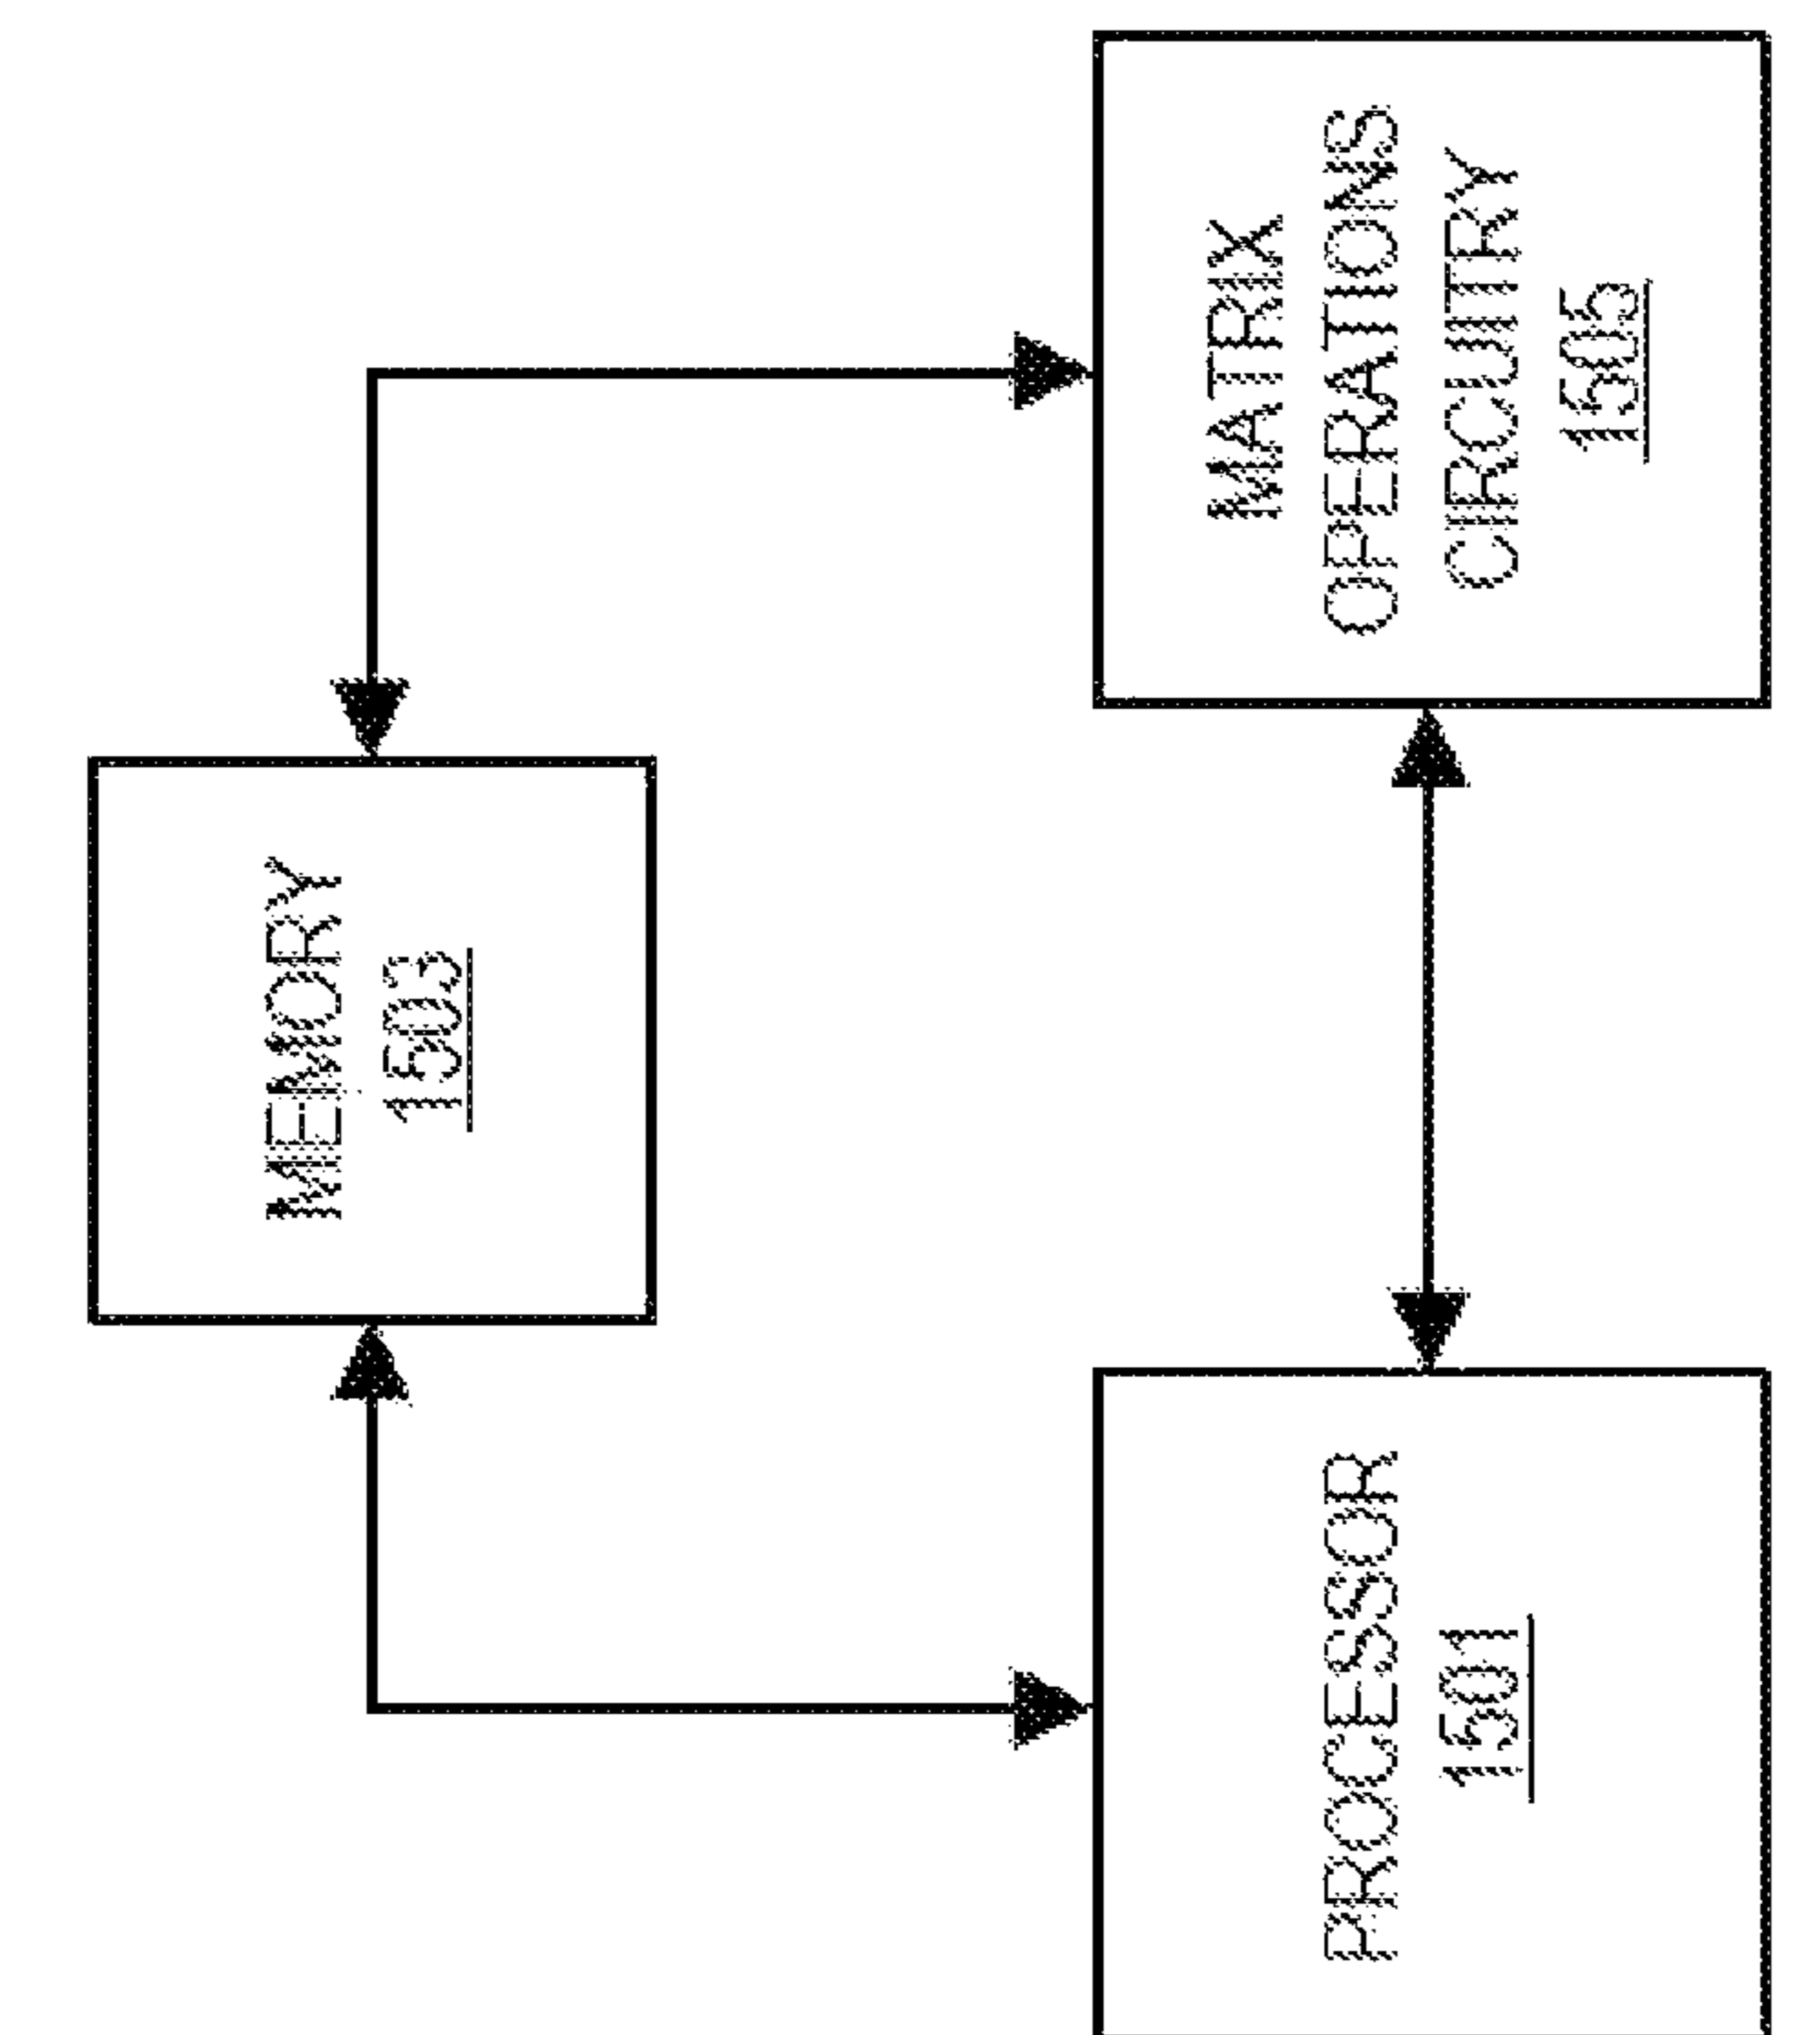 MEMORY
1503
PROCESSOR
1501
MATRIX
OPERATIONS
CIRCUITRY
1505